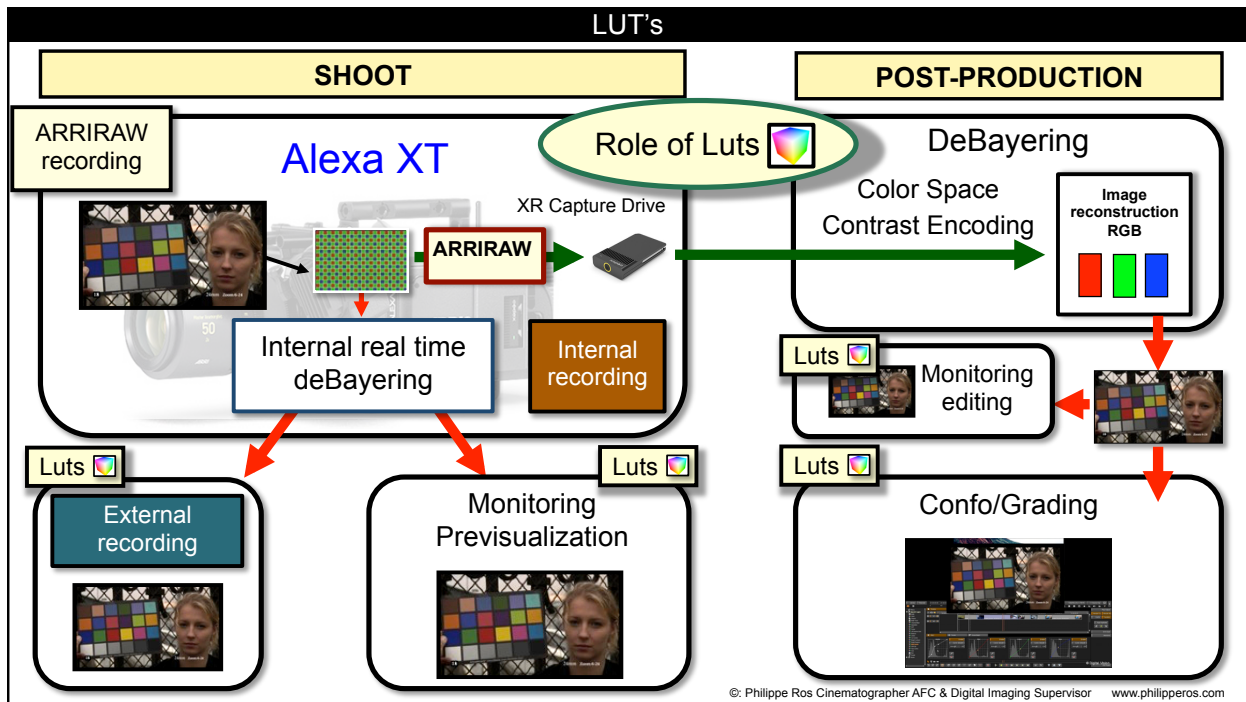 LUT's
SHOOT
POST-PRODUCTION
ARRIRAW
recording
Alexa XT
Role of Luts
XR Capture Drive
ARRIRAW
Internal real time
deBayering
Internal
recording
DeBayering
Color Space
Contrast Encoding
Image
reconstruction
RGB
Luts
Monitoring
editing
Luts
External
recording
Luts
Monitoring
Previsualization
Luts
Confo/Grading
50
©: Philippe Ros Cinematographer AFC & Digital Imaging Supervisor www.philipperos.com